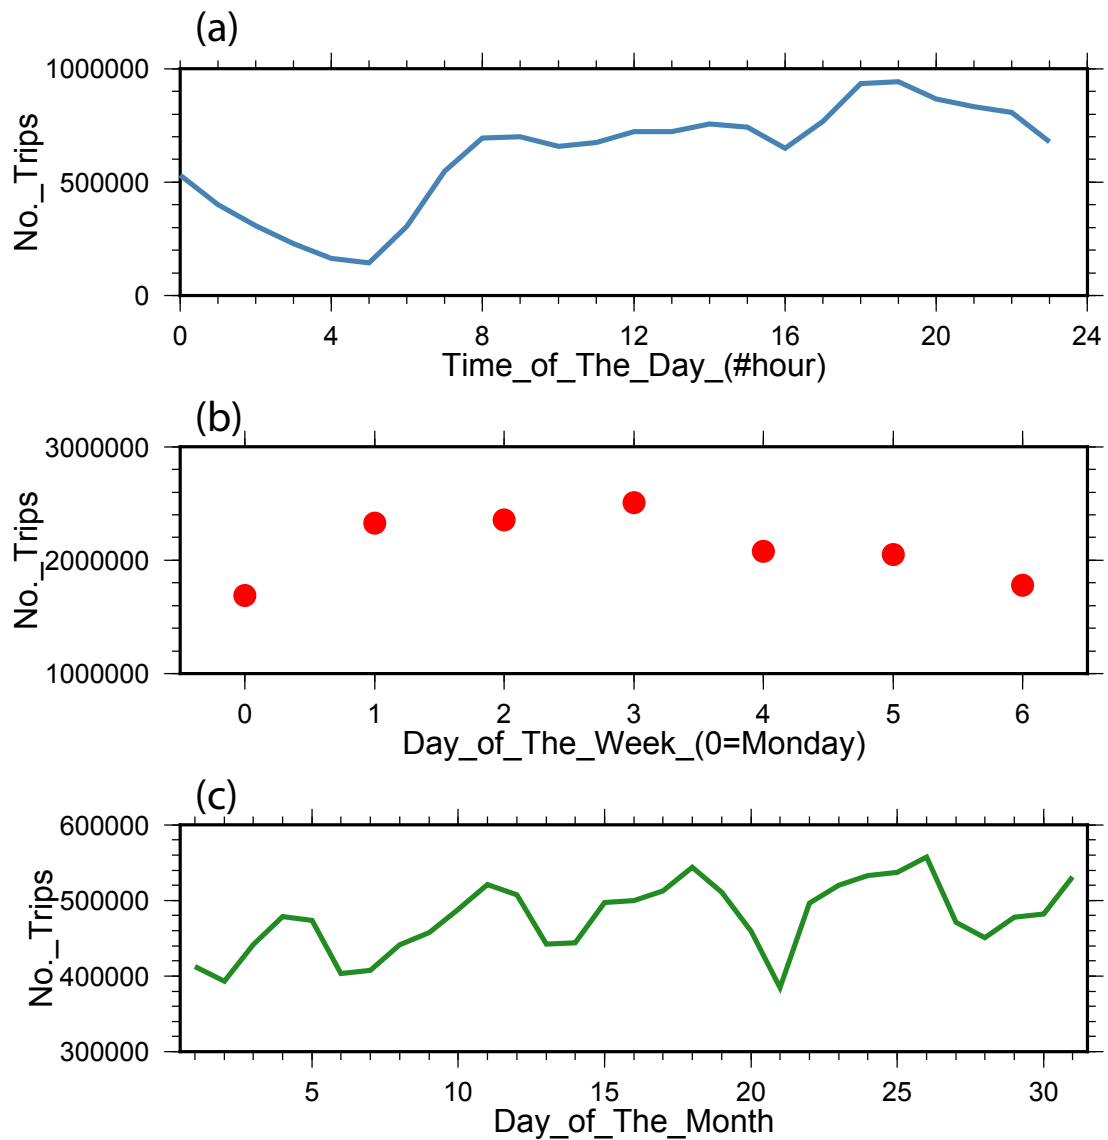 (a)
1000000
500000
0
No._Trips
0 4 8 12 16 20 24
Time_of_The_Day_(#hour)
(b)
3000000
2000000
1000000
No._Trips
0 1 2 3 4 5 6
Day_of_The_Week_(0=Monday)
(c)
600000
500000
400000
300000
No._Trips
5 10 15 20 25 30
Day_of_The_Month